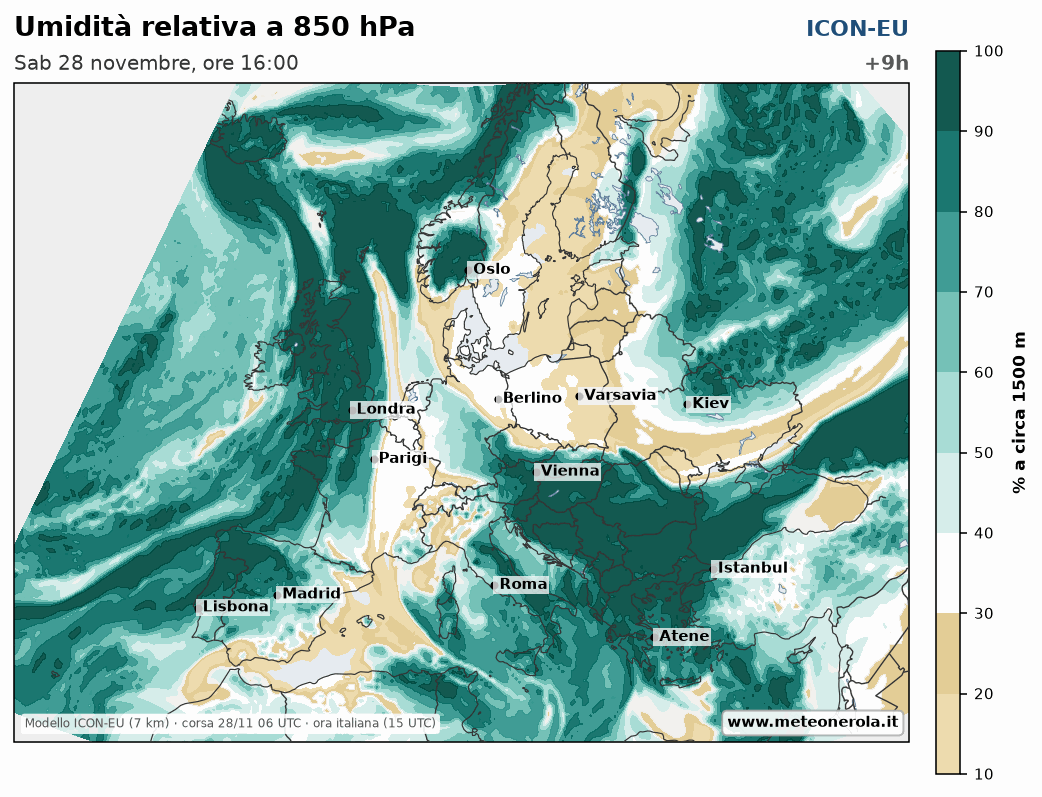 Umidità relativa a 850 hPa
ICON-EU
Sab 28 novembre, ore 16:00
+9h
100
90
80
70
60
50
40
30
20
10
% a circa 1500 m
Oslo
Berlino
Varsavia
Kiev
Londra
Parigi
Vienna
Istanbul
Roma
Madrid
Lisbona
Atene
Modello ICON-EU (7 km) · corsa 28/11 06 UTC · ora italiana (15 UTC)
www.meteonerola.it